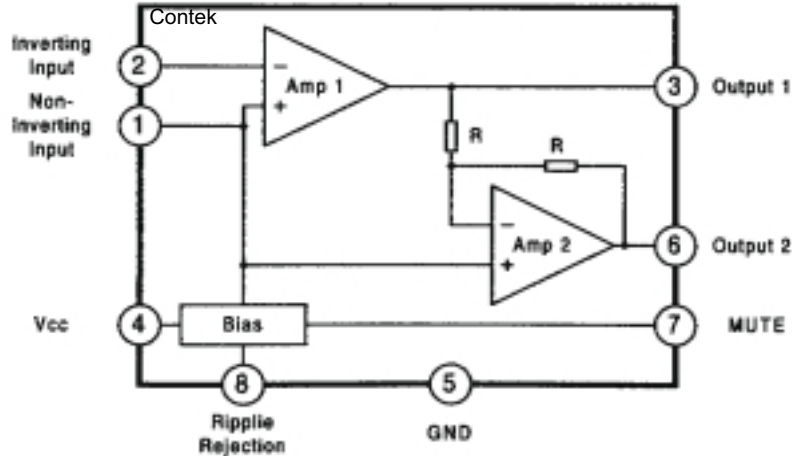 Contek
Inverting
Input
2
−
Amp 1
+
3
Output 1
Non-
Inverting
Input
1
R
R
−
Amp 2
+
6
Output 2
Vcc
4
Bias
7
MUTE
8
5
Ripplie
Rejection
GND